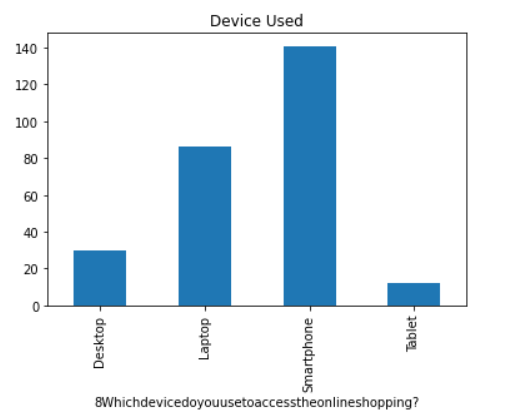 Device Used
140
120
100
80
60
40
20
0
Desktop
Laptop
Smartphone
Tablet
8Whichdevicedoyouusetoaccesstheonlineshopping?